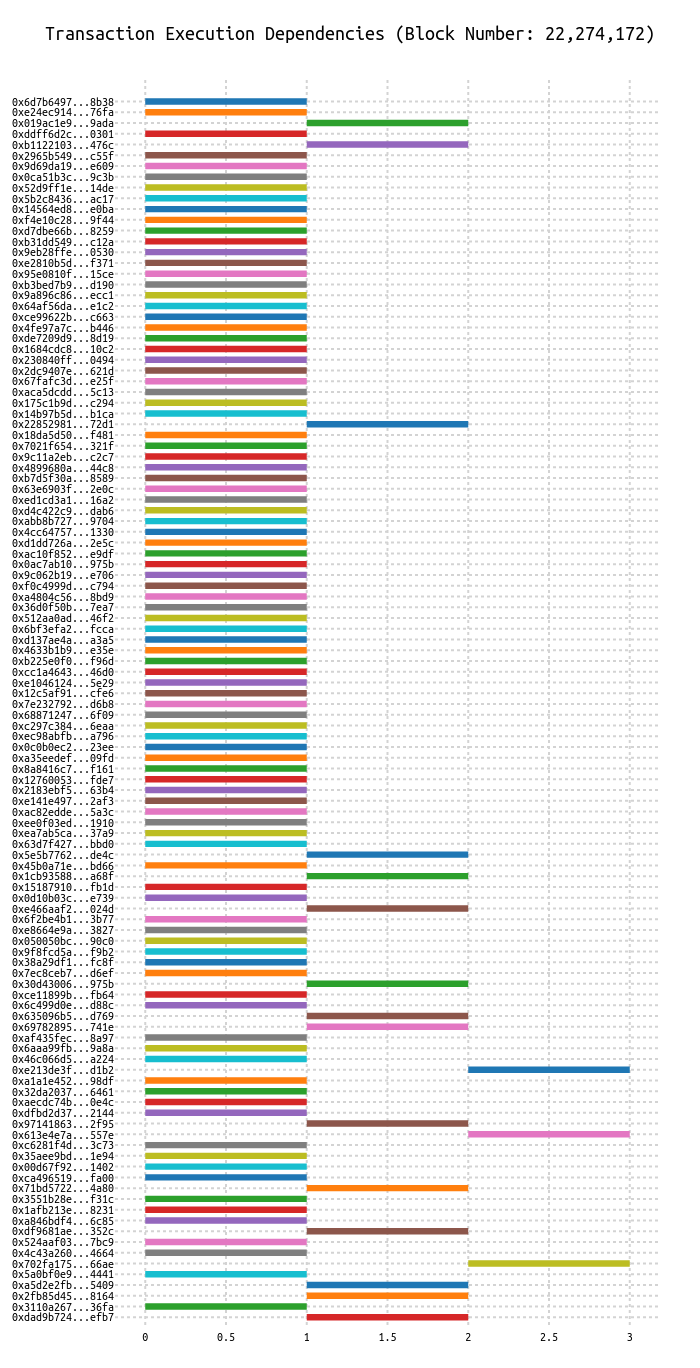 Transaction Execution Dependencies (Block Number: 22,274,172)
0x6d7b6497...8b38
0xe24ec914...76fa
0x019ac1e9...9ada
0xddff6d2c...0301
0xb1122103...476c
0x2965b549...c55f
0x9d69da19...e609
0x0ca51b3c...9c3b
0x52d9ff1e...14de
0x5b2c8436...ac17
0x14564ed8...e0ba
0xf4e10c28...9f44
0xd7dbe66b...8259
0xb31dd549...c12a
0x9eb28ffe...0530
0xe2810b5d...f371
0x95e0810f...15ce
0xb3bed7b9...d190
0x9a896c86...ecc1
0x64af56da...e1c2
0xce99622b...c663
0x4fe97a7c...b446
0xde7209d9...8d19
0x1684cdc8...10c2
0x230840ff...0494
0x2dc9407e...621d
0x67fafc3d...e25f
0xaca5dcdd...5c13
0x175c1b9d...c294
0x14b97b5d...b1ca
0x22852981...72d1
0x18da5d50...f481
0x7021f654...321f
0x9c11a2eb...c2c7
0x4899680a...44c8
0xb7d5f30a...8589
0x63e6903f...2e0c
0xed1cd3a1...16a2
0xd4c422c9...dab6
0xabb8b727...9704
0x4cc64757...1330
0xd1dd726a...2e5c
0xac10f852...e9df
0x0ac7ab10...975b
0x9c062b19...e706
0xf0c4999d...c794
0xa4804c56...8bd9
0x36d0f50b...7ea7
0x512aa0ad...46f2
0x6bf3efa2...fcca
0xd137ae4a...a3a5
0x4633b1b9...e35e
0xb225e0f0...f96d
0xcc1a4643...46d0
0xe1046124...5e29
0x12c5af91...cfe6
0x7e232792...d6b8
0x68871247...6f09
0xc297c384...6eaa
0xec98abfb...a796
0x0c0b0ec2...23ee
0xa35eedef...09fd
0x8a8416c7...f161
0x12760053...fde7
0x2183ebf5...63b4
0xe141e497...2af3
0xac82edde...5a3c
0xee0f03ed...1910
0xea7ab5ca...37a9
0x63d7f427...bbd0
0x5e5b7762...de4c
0x45b0a71e...bd66
0x1cb93588...a68f
0x15187910...fb1d
0x0d10b03c...e739
0xe466aaf2...024d
0x6f2be4b1...3b77
0xe8664e9a...3827
0x050050bc...90c0
0x9f8fcd5a...f9b2
0x38a29df1...fc8f
0x7ec8ceb7...d6ef
0x30d43006...975b
0xce11899b...fb64
0x6c499d0e...d88c
0x635096b5...d769
0x69782895...741e
0xaf435fec...8a97
0x6aaa99fb...9a8a
0x46c066d5...a224
0xe213de3f...d1b2
0xa1a1e452...98df
0x32da2037...6461
0xaecdc74b...0e4c
0xdfbd2d37...2144
0x97141863...2f95
0x613e4e7a...557e
0xc6281f4d...3c73
0x35aee9bd...1e94
0x00d67f92...1402
0xca496519...fa00
0x71bd5722...4a80
0x3551b28e...f31c
0x1afb213e...8231
0xa846bdf4...6c85
0xdf9681ae...352c
0x524aaf03...7bc9
0x4c43a260...4664
0x702fa175...66ae
0x5a0bf0e9...4441
0xa5d2e2fb...5409
0x2fb85d45...8164
0x3110a267...36fa
0xdad9b724...efb7
0 0.5 1 1.5 2 2.5 3